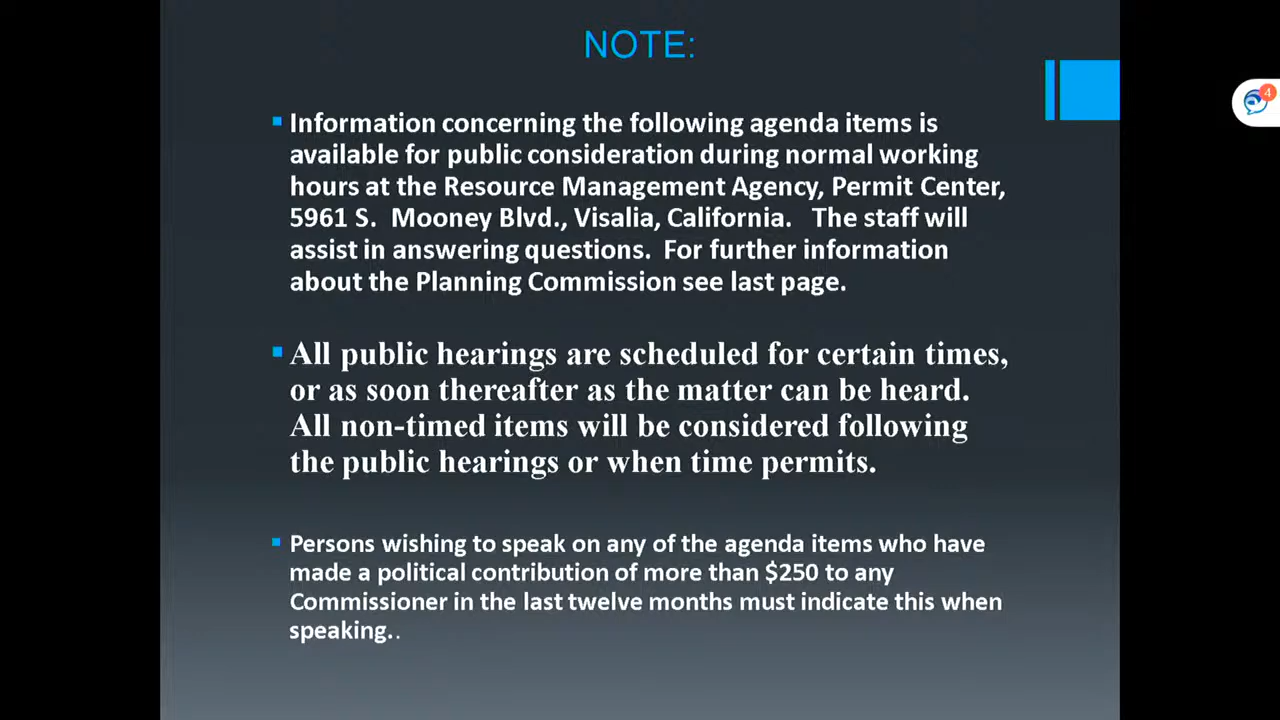 NOTE:
▪ Information concerning the following agenda items is
available for public consideration during normal working
hours at the Resource Management Agency, Permit Center,
5961 S.  Mooney Blvd., Visalia, California.   The staff will
assist in answering questions.  For further information
about the Planning Commission see last page.
▪ All public hearings are scheduled for certain times,
or as soon thereafter as the matter can be heard.
All non-timed items will be considered following
the public hearings or when time permits.
▪ Persons wishing to speak on any of the agenda items who have
made a political contribution of more than $250 to any
Commissioner in the last twelve months must indicate this when
speaking..
4